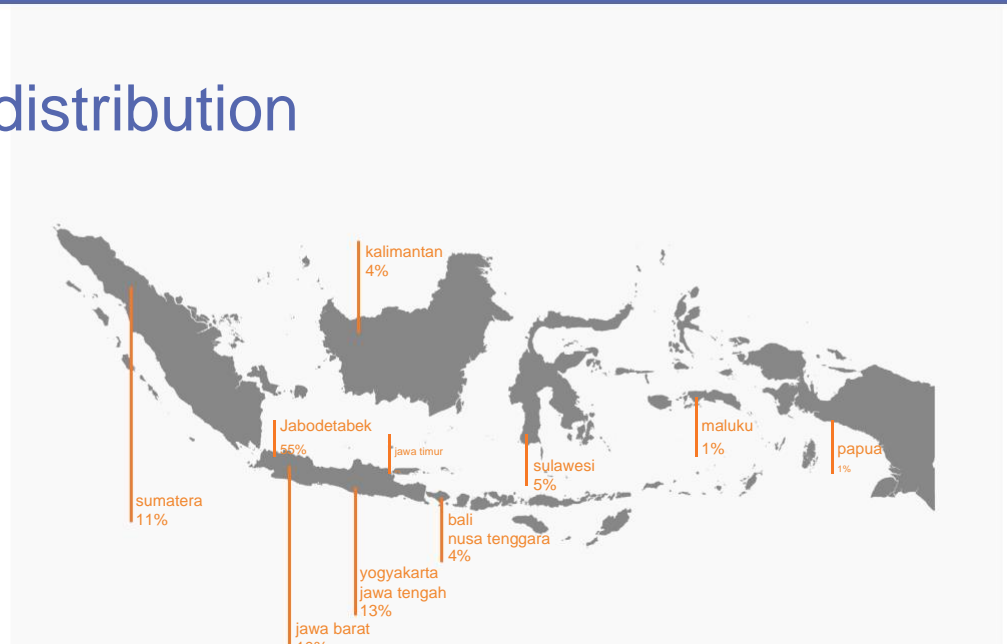 distribution
kalimantan
4%
Jabodetabek
55%
jawa timur
maluku
1%
papua
1%
sulawesi
5%
sumatera
11%
bali
nusa tenggara
4%
yogyakarta
jawa tengah
13%
jawa barat